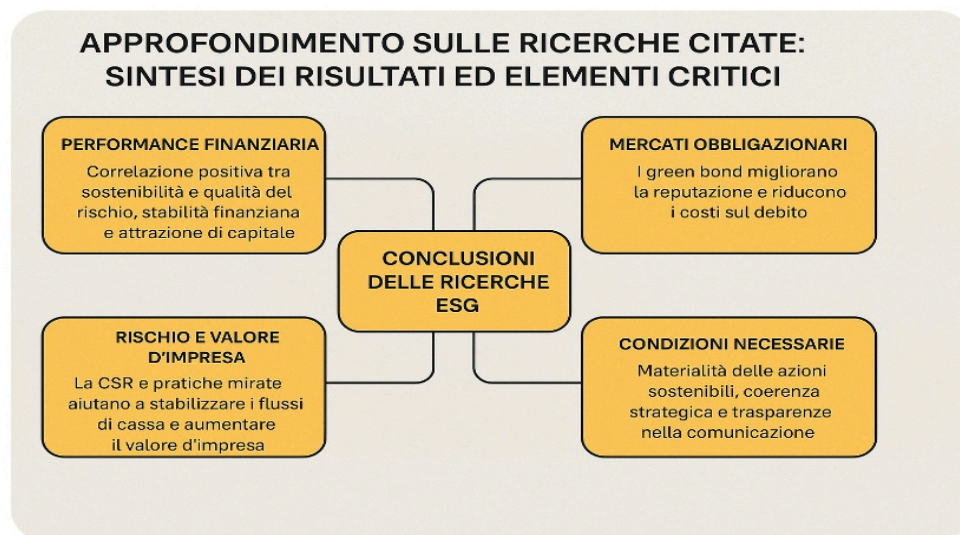 APPROFONDIMENTO SULLE RICERCHE CITATE:
SINTESI DEI RISULTATI ED ELEMENTI CRITICI
PERFORMANCE FINANZIARIA
Correlazione positiva tra
sostenibilità e qualità del
rischio, stabilità finanziana
e attrazione di capitale
MERCATI OBBLIGAZIONARI
I green bond migliorano
la reputazione e riducono
i costi sul debito
CONCLUSIONI
DELLE RICERCHE
ESG
RISCHIO E VALORE
D'IMPRESA
La CSR e pratiche mirate
aiutano a stabilizzare i flussi
di cassa e aumentare
il valore d'impresa
CONDIZIONI NECESSARIE
Materialità delle azioni
sostenibili, coerenza
strategica e trasparenze
nella comunicazione